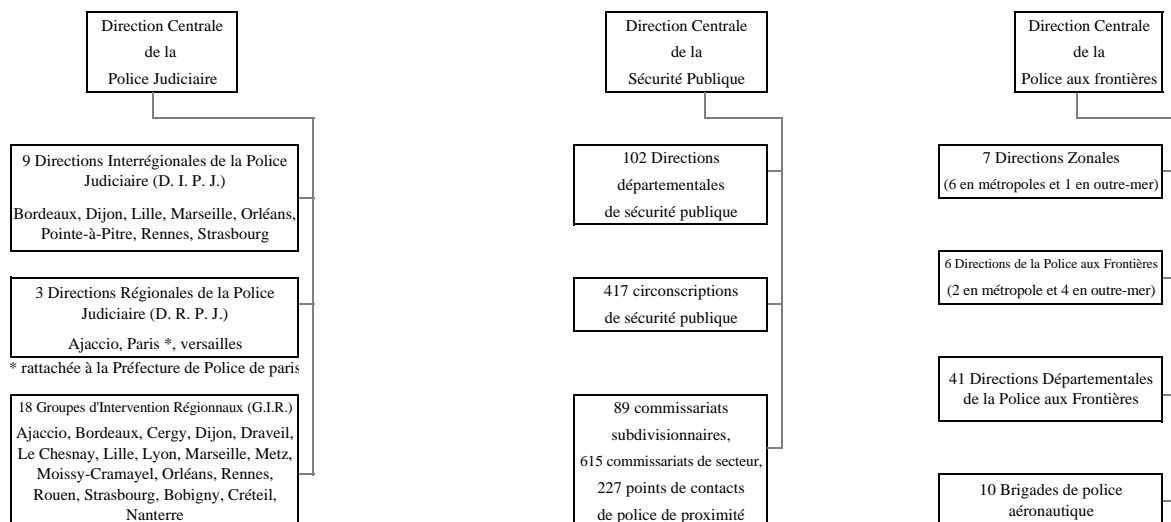 Direction Centrale
de la
Police Judiciaire
9 Directions Interrégionales de la Police
Judiciaire (D. I. P. J.)
Bordeaux, Dijon, Lille, Marseille, Orléans,
Pointe-à-Pitre, Rennes, Strasbourg
3 Directions Régionales de la Police
Judiciaire (D. R. P. J.)
Ajaccio, Paris *, versailles
* rattachée à la Préfecture de Police de paris
18 Groupes d'Intervention Régionnaux (G.I.R.)
Ajaccio, Bordeaux, Cergy, Dijon, Draveil,
Le Chesnay, Lille, Lyon, Marseille, Metz,
Moissy-Cramayel, Orléans, Rennes,
Rouen, Strasbourg, Bobigny, Créteil,
Nanterre
Direction Centrale
de la
Sécurité Publique
102 Directions
départementales
de sécurité publique
417 circonscriptions
de sécurité publique
89 commissariats
subdivisionnaires,
615 commissariats de secteur,
227 points de contacts
de police de proximité
Direction Centrale
de la
Police aux frontières
7 Directions Zonales
(6 en métropoles et 1 en outre-mer)
6 Directions de la Police aux Frontières
(2 en métropole et 4 en outre-mer)
41 Directions Départementales
de la Police aux Frontières
10 Brigades de police
aéronautique